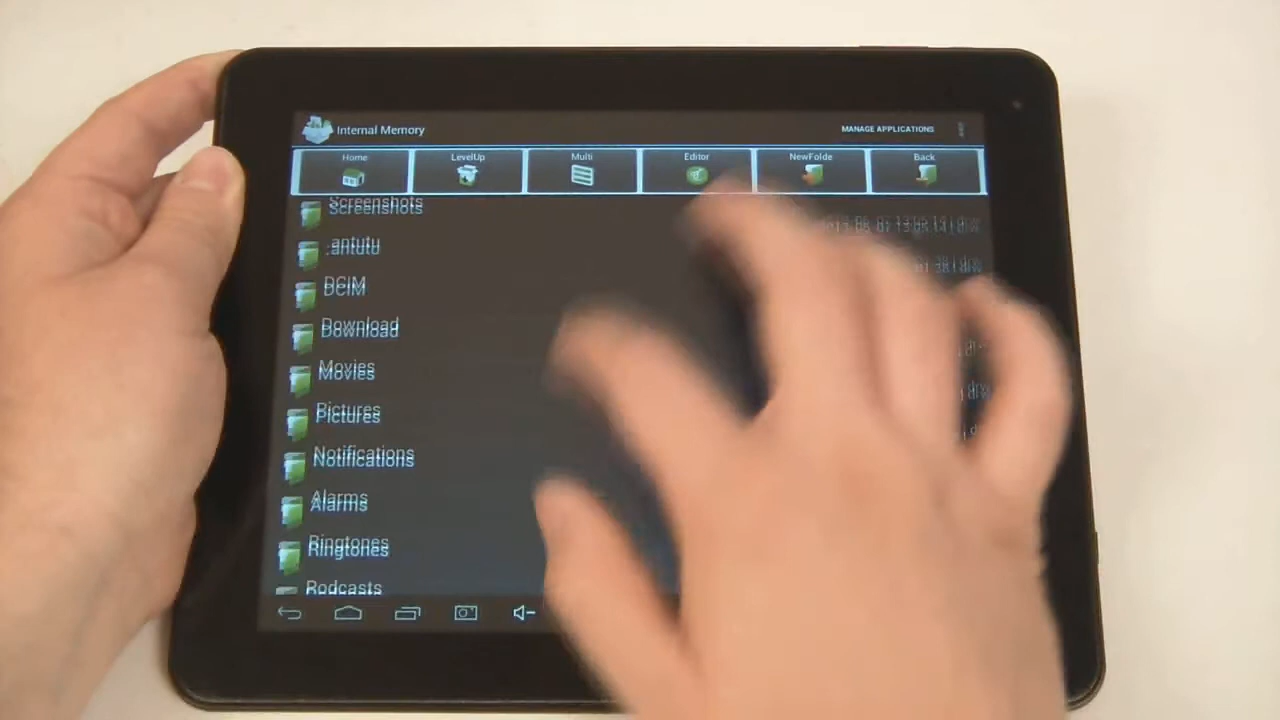 Internal Memory
MANAGE APPLICATIONS
Home
LevelUp
Multi
Editor
NewFolde
Back
Screenshots
.antutu
DCIM
Download
Movies
Pictures
Notifications
Alarms
Ringtones
Podcasts